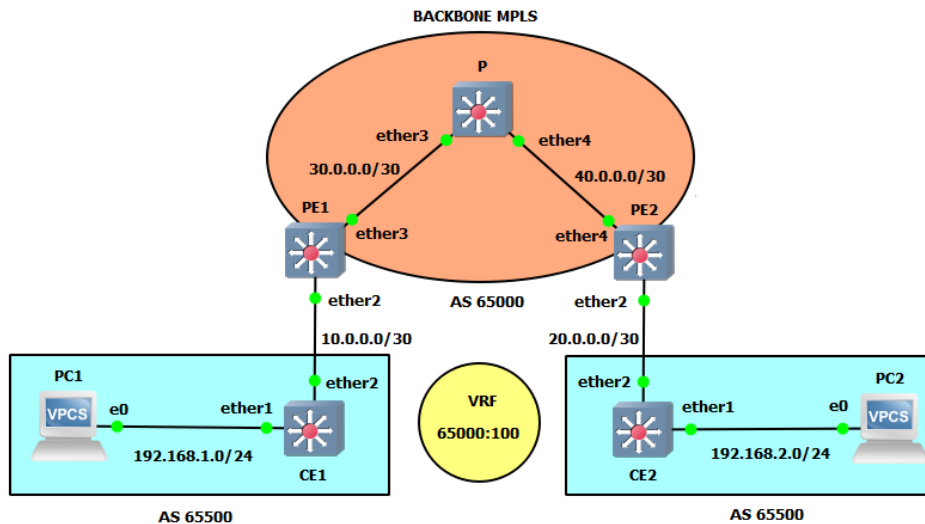 BACKBONE MPLS
P
ether3
ether4
30.0.0.0/30
40.0.0.0/30
PE1
PE2
ether3
ether4
AS 65000
ether2
ether2
10.0.0.0/30
20.0.0.0/30
PC1
ether2
VRF
65000:100
ether2
PC2
VPCS
e0
ether1
ether1
e0
VPCS
192.168.1.0/24
CE1
CE2
192.168.2.0/24
AS 65500
AS 65500